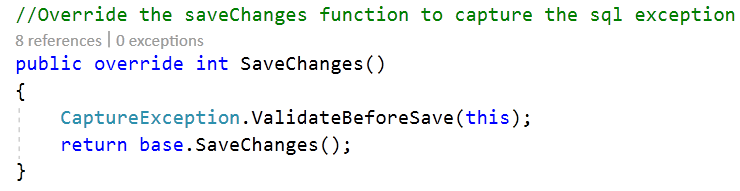 //Override the saveChanges function to capture the sql exception
8 references | 0 exceptions
public override int SaveChanges()
{
    CaptureException.ValidateBeforeSave(this);
    return base.SaveChanges();
}